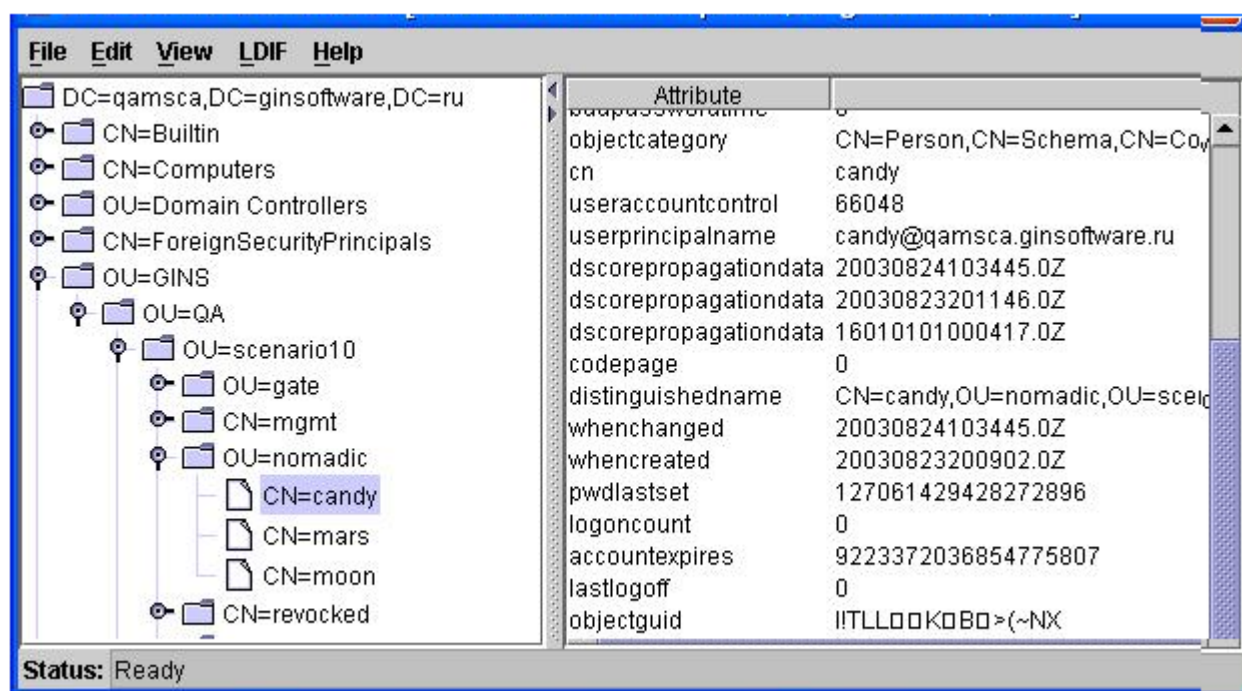 File Edit View LDIF Help
DC=qamsca,DC=ginsoftware,DC=ru
CN=Builtin
CN=Computers
OU=Domain Controllers
CN=ForeignSecurityPrincipals
OU=GINS
OU=QA
OU=scenario10
OU=gate
CN=mgmt
OU=nomadic
CN=candy
CN=mars
CN=moon
CN=revocked
Attribute
objectcategory CN=Person,CN=Schema,CN=Co
cn candy
useraccountcontrol 66048
userprincipalname candy@qamsca.ginsoftware.ru
dscorepropagationdata 20030824103445.0Z
dscorepropagationdata 20030823201146.0Z
dscorepropagationdata 16010101000417.0Z
codepage 0
distinguishedname CN=candy,OU=nomadic,OU=sce
whenchanged 20030824103445.0Z
whencreated 20030823200902.0Z
pwdlastset 127061429428272896
logoncount 0
accountexpires 9223372036854775807
lastlogoff 0
objectguid
Status: Ready